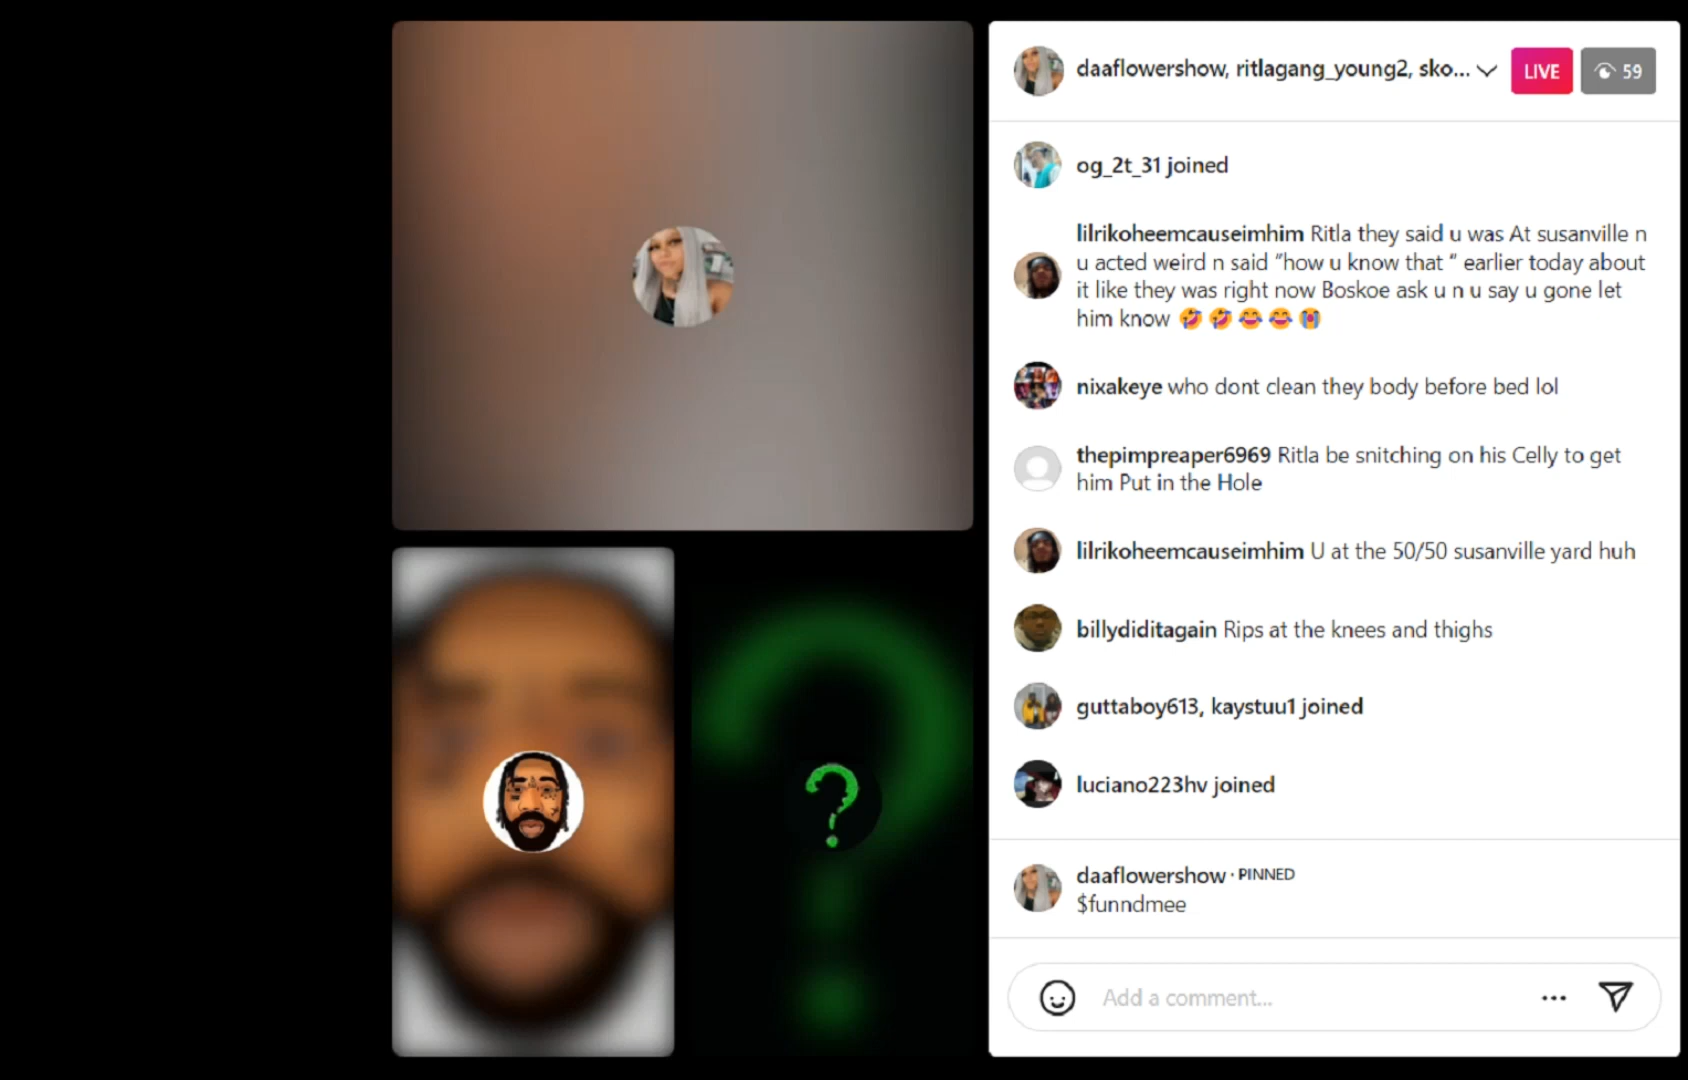 daaflowershow, ritlagang_young2, sko...
LIVE
59
og_2t_31 joined
lilrikoheemcauseimhim Ritla they said u was At susanville n
u acted weird n said “how u know that “ earlier today about
it like they was right now Boskoe ask u n u say u gone let
him know 🤣🤣😂😂😭
nixakeye who dont clean they body before bed lol
thepimpreaper6969 Ritla be snitching on his Celly to get
him Put in the Hole
lilrikoheemcauseimhim U at the 50/50 susanville yard huh
billydiditagain Rips at the knees and thighs
guttaboy613, kaystuu1 joined
luciano223hv joined
daaflowershow · PINNED
$funndmee
Add a comment...